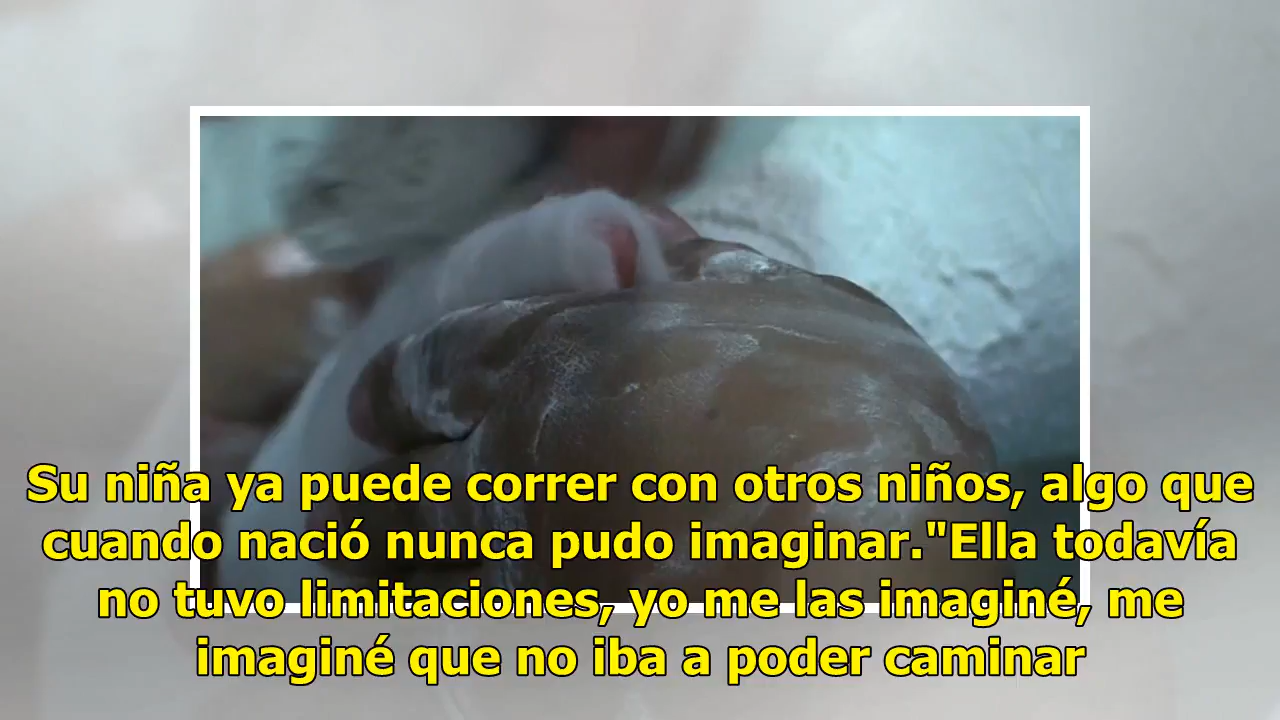 Su niña ya puede correr con otros niños, algo que
cuando nació nunca pudo imaginar."Ella todavía
no tuvo limitaciones, yo me las imaginé, me
imaginé que no iba a poder caminar